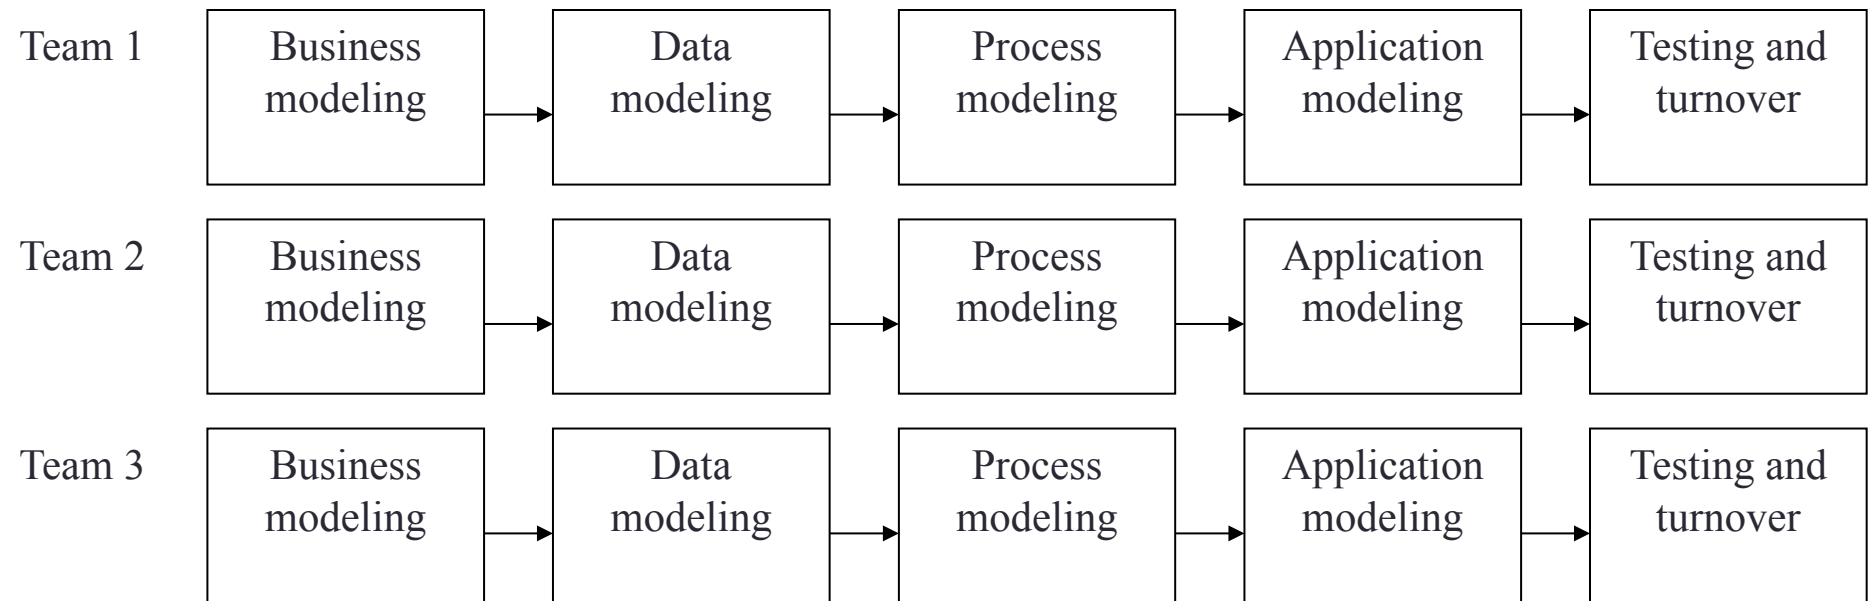 Team 1
Business
modeling
Data
modeling
Process
modeling
Application
modeling
Testing and
turnover
Team 2
Business
modeling
Data
modeling
Process
modeling
Application
modeling
Testing and
turnover
Team 3
Business
modeling
Data
modeling
Process
modeling
Application
modeling
Testing and
turnover